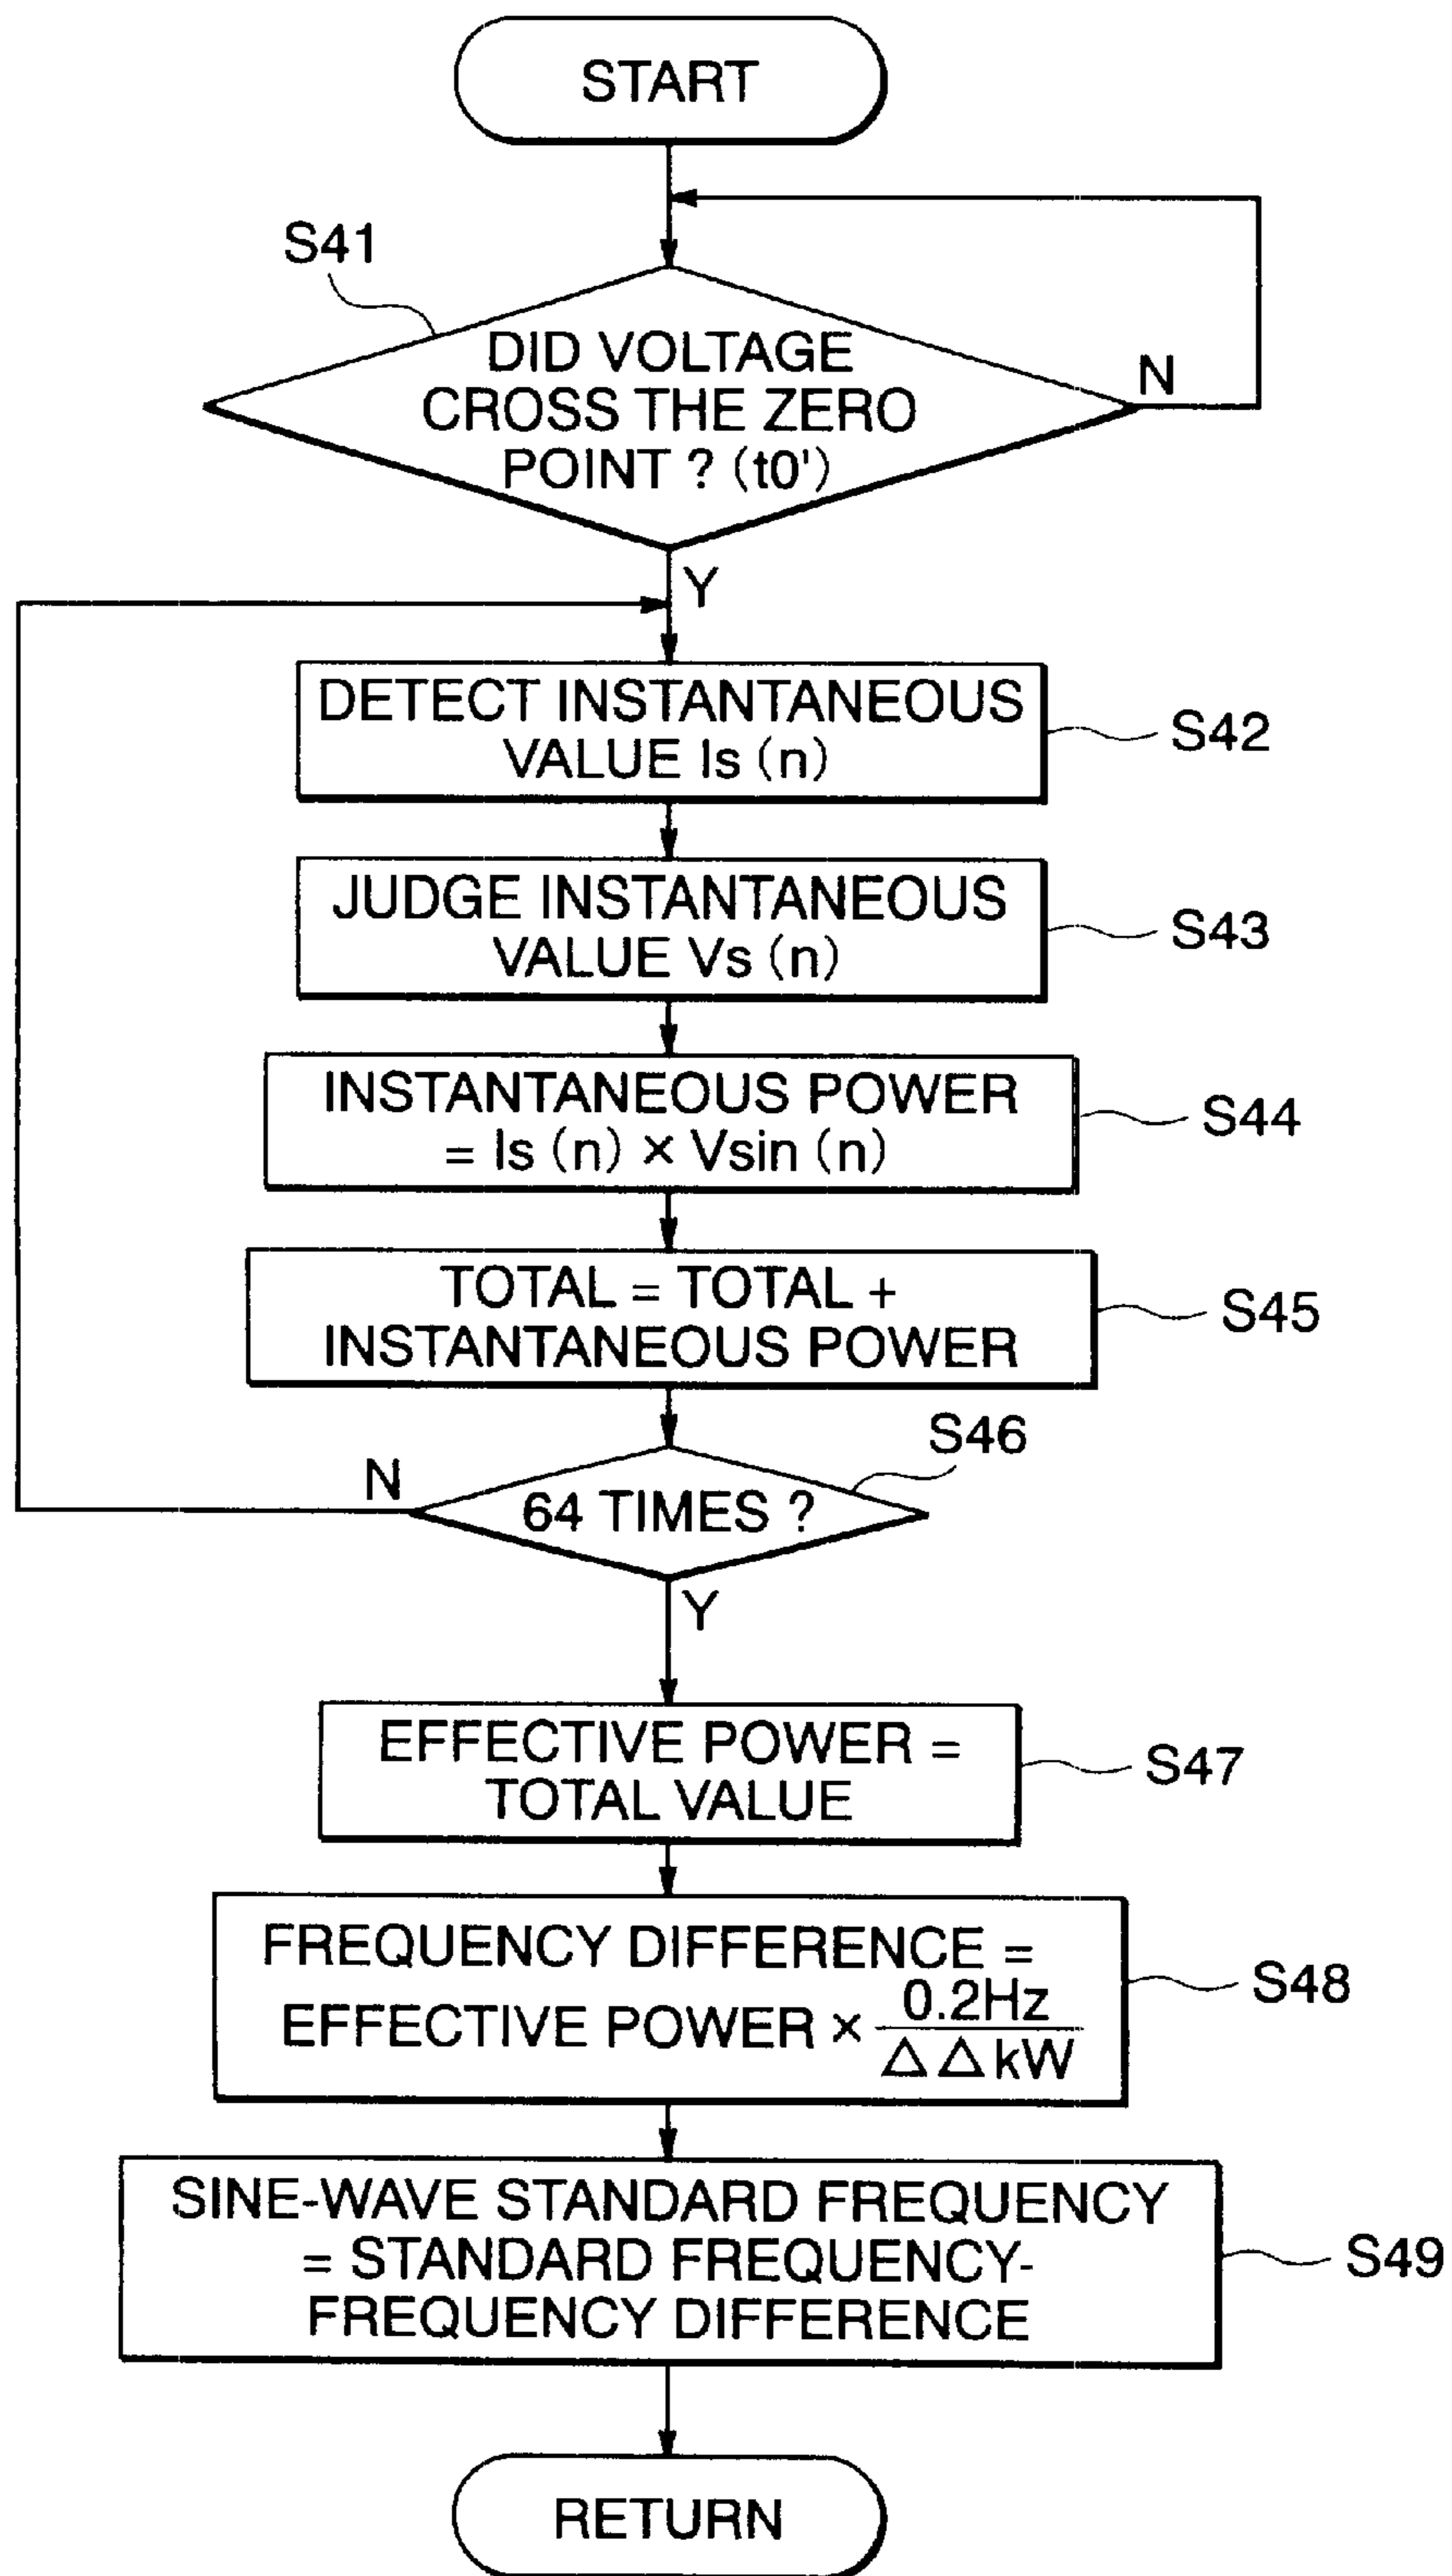 START
S41
DID VOLTAGE
CROSS THE ZERO
POINT ? (t0')
N
Y
DETECT INSTANTANEOUS
VALUE Is (n)
S42
JUDGE INSTANTANEOUS
VALUE Vs (n)
S43
INSTANTANEOUS POWER
= Is (n) × Vsin (n)
S44
TOTAL = TOTAL +
INSTANTANEOUS POWER
S45
S46
N
64 TIMES ?
Y
EFFECTIVE POWER =
TOTAL VALUE
S47
FREQUENCY DIFFERENCE =
EFFECTIVE POWER × 0.2Hz
△ △ kW
S48
SINE-WAVE STANDARD FREQUENCY
= STANDARD FREQUENCY-
FREQUENCY DIFFERENCE
S49
RETURN